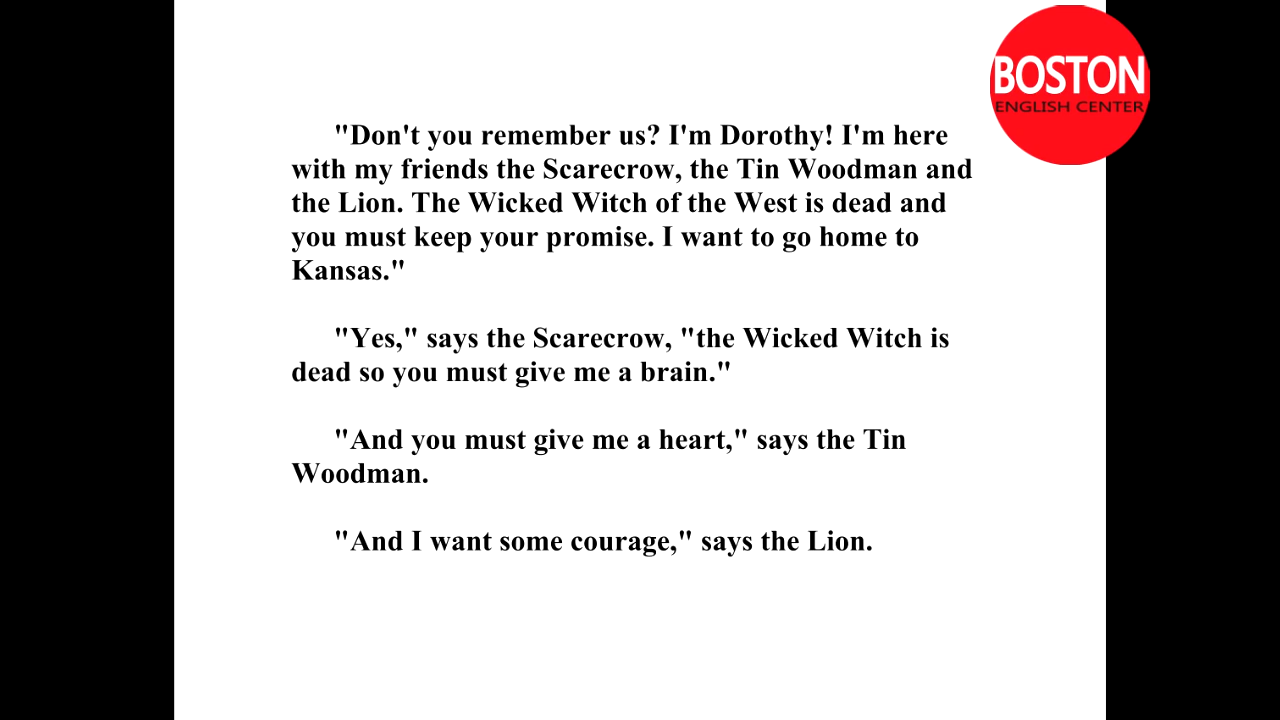 BOSTON
ENGLISH CENTER
"Don't you remember us? I'm Dorothy! I'm here
with my friends the Scarecrow, the Tin Woodman and
the Lion. The Wicked Witch of the West is dead and
you must keep your promise. I want to go home to
Kansas."
"Yes," says the Scarecrow, "the Wicked Witch is
dead so you must give me a brain."
"And you must give me a heart," says the Tin
Woodman.
"And I want some courage," says the Lion.